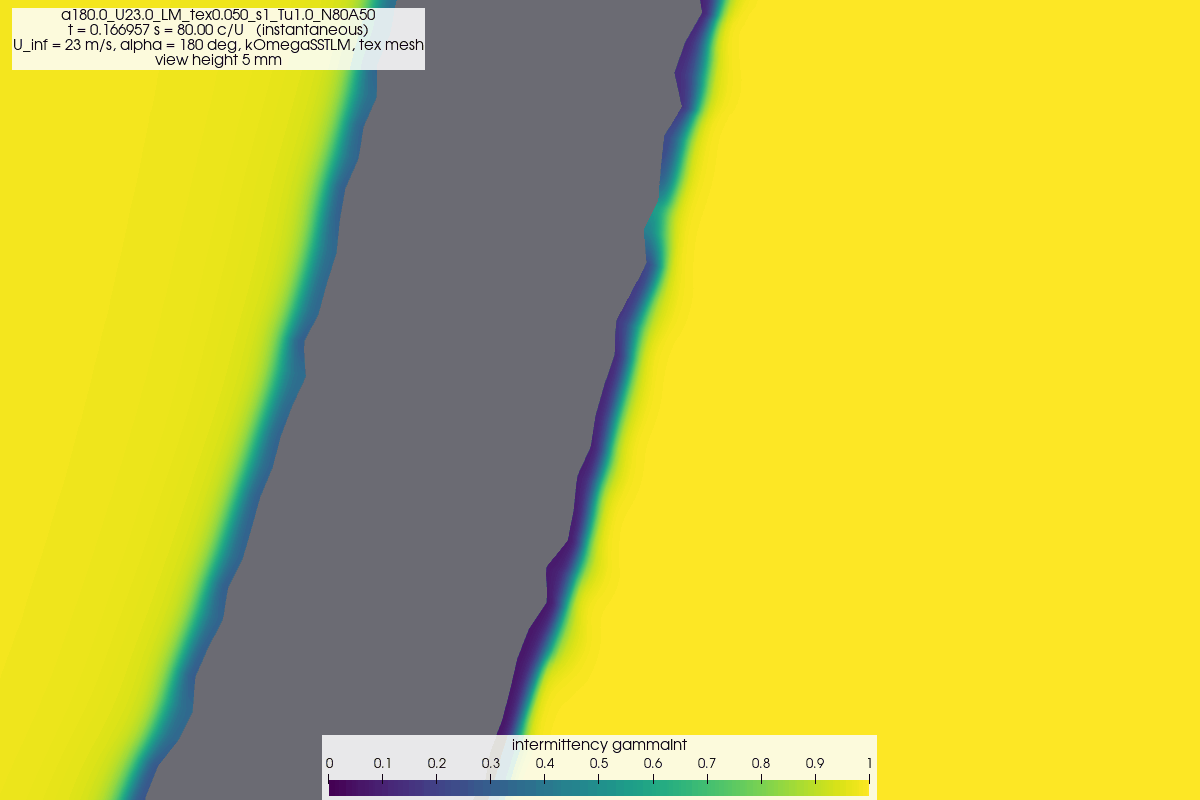 a180.0_U23.0_LM_tex0.050_s1_Tu1.0_N80A50
t = 0.166957 s = 80.00 c/U   (instantaneous)
U_inf = 23 m/s, alpha = 180 deg, kOmegaSSTLM, tex mesh
view height 5 mm
intermittency gammaInt
0 0.1 0.2 0.3 0.4 0.5 0.6 0.7 0.8 0.9 1